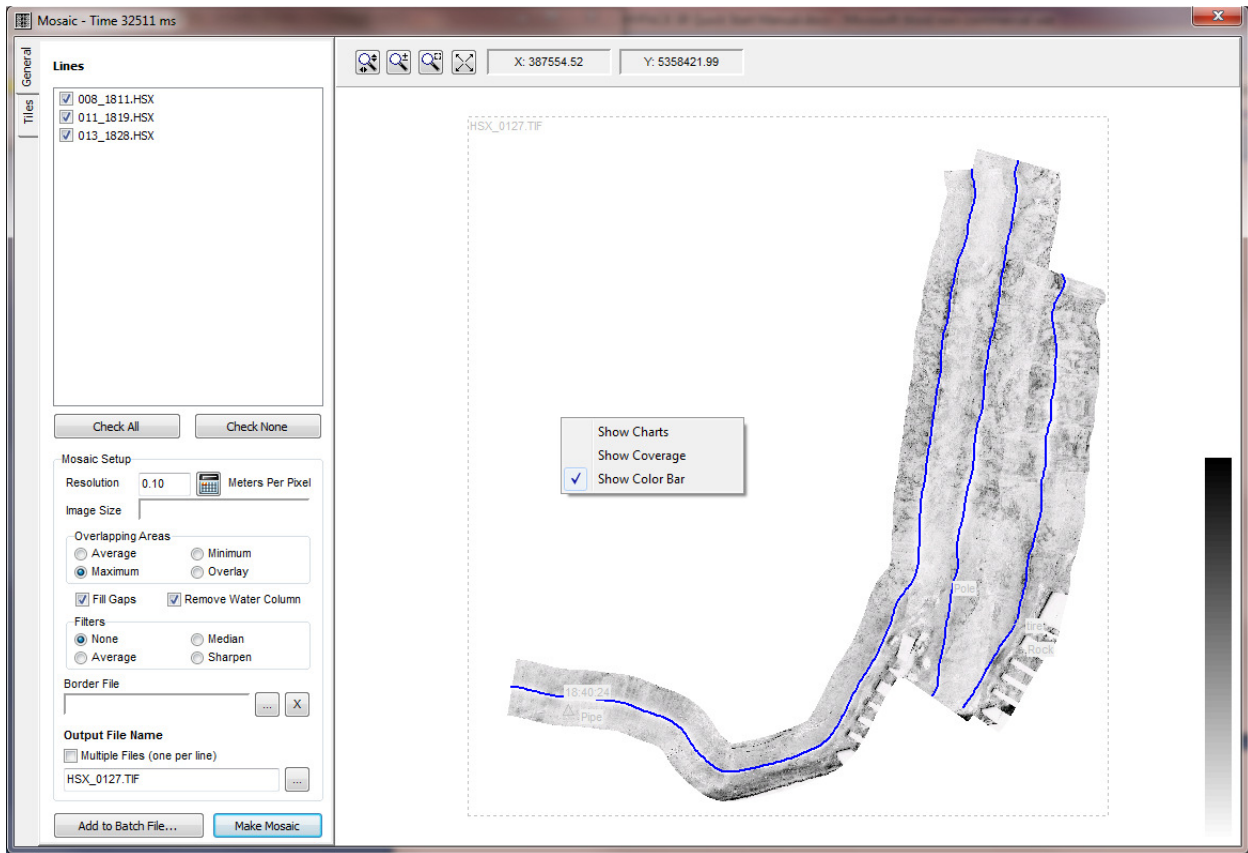 Mosaic - Time 32511 ms
General
Tiles
Lines
008_1811.HSX
011_1819.HSX
013_1828.HSX
Check All
Check None
Mosaic Setup
Resolution 0.10 Meters Per Pixel
Image Size
Overlapping Areas
Average Minimum
Maximum Overlay
Fill Gaps Remove Water Column
Filters
None Median
Average Sharpen
Border File
... X
Output File Name
Multiple Files (one per line)
HSX_0127.TIF ...
Add to Batch File... Make Mosaic
X: 387554.52 Y: 5358421.99
HSX_0127.TIF
Show Charts
Show Coverage
Show Color Bar
Pole
tire
Rock
18:40:24
Pipe